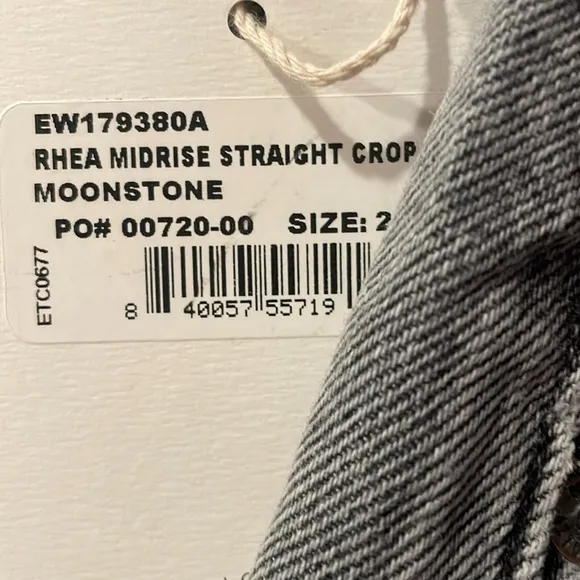 EW179380A
RHEA MIDRISE STRAIGHT CROP
MOONSTONE
PO# 00720-00 SIZE: 2
ETC0677
8 40057 55719